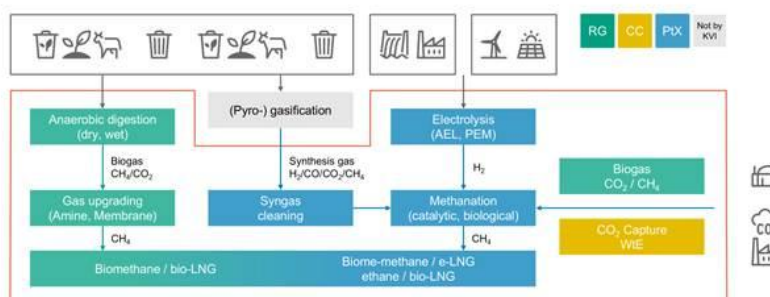 RG
CC
PtX
Not by
KVI
Anaerobic digestion
(dry, wet)
(Pyro-) gasification
Electrolysis
(AEL, PEM)
Biogas
CH₄/CO₂
Synthesis gas
H₂/CO/CO₂/CH₄
H₂
Biogas
CO₂ / CH₄
Gas upgrading
(Amine, Membrane)
Syngas
cleaning
Methanation
(catalytic, biological)
CO₂ Capture
WtE
CH₄
CH₄
Biomethane / bio-LNG
Biome-methane / e-LNG
ethane / bio-LNG